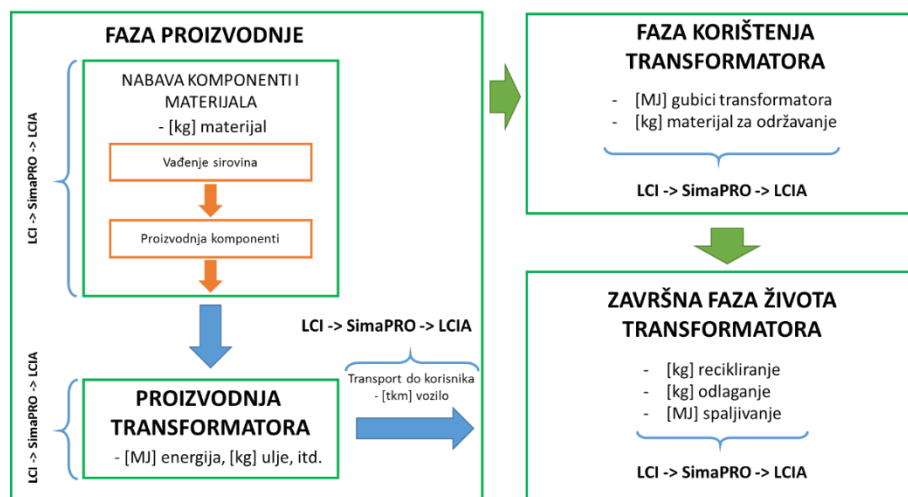 FAZA PROIZVODNJE
LCI -> SimaPRO -> LCIA
NABAVA KOMPONENTI I
MATERIJALA
- [kg] materijal
Vađenje sirovina
Proizvodnja komponenti
LCI -> SimaPRO -> LCIA
PROIZVODNJA
TRANSFORMATORA
- [MJ] energija, [kg] ulje, itd.
LCI -> SimaPRO -> LCIA
Transport do korisnika
- [tkm] vozilo
FAZA KORIŠTENJA
TRANSFORMATORA
- [MJ] gubici transformatora
- [kg] materijal za održavanje
LCI -> SimaPRO -> LCIA
ZAVRŠNA FAZA ŽIVOTA
TRANSFORMATORA
- [kg] recikliranje
- [kg] odlaganje
- [MJ] spaljivanje
LCI -> SimaPRO -> LCIA